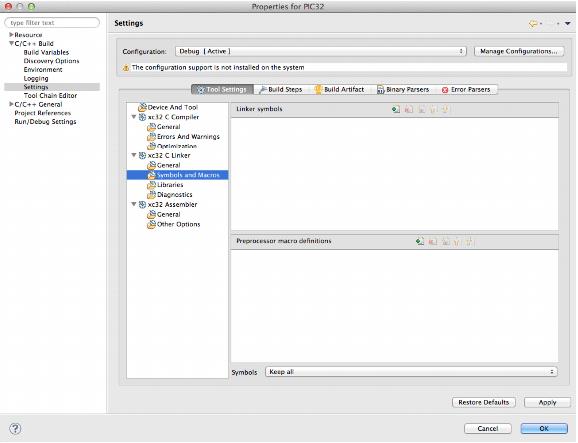 Properties for PIC32
type filter text
Settings
Resource
C/C++ Build
Build Variables
Discovery Options
Environment
Logging
Settings
Tool Chain Editor
C/C++ General
Project References
Run/Debug Settings
Configuration:
Debug [ Active ]
Manage Configurations...
The configuration support is not installed on the system
Tool Settings
Build Steps
Build Artifact
Binary Parsers
Error Parsers
Device And Tool
xc32 C Compiler
General
Errors And Warnings
Optimization
xc32 C Linker
General
Symbols and Macros
Libraries
Diagnostics
xc32 Assembler
General
Other Options
Linker symbols
Preprocessor macro definitions
Symbols
Keep all
Restore Defaults
Apply
?
Cancel
OK